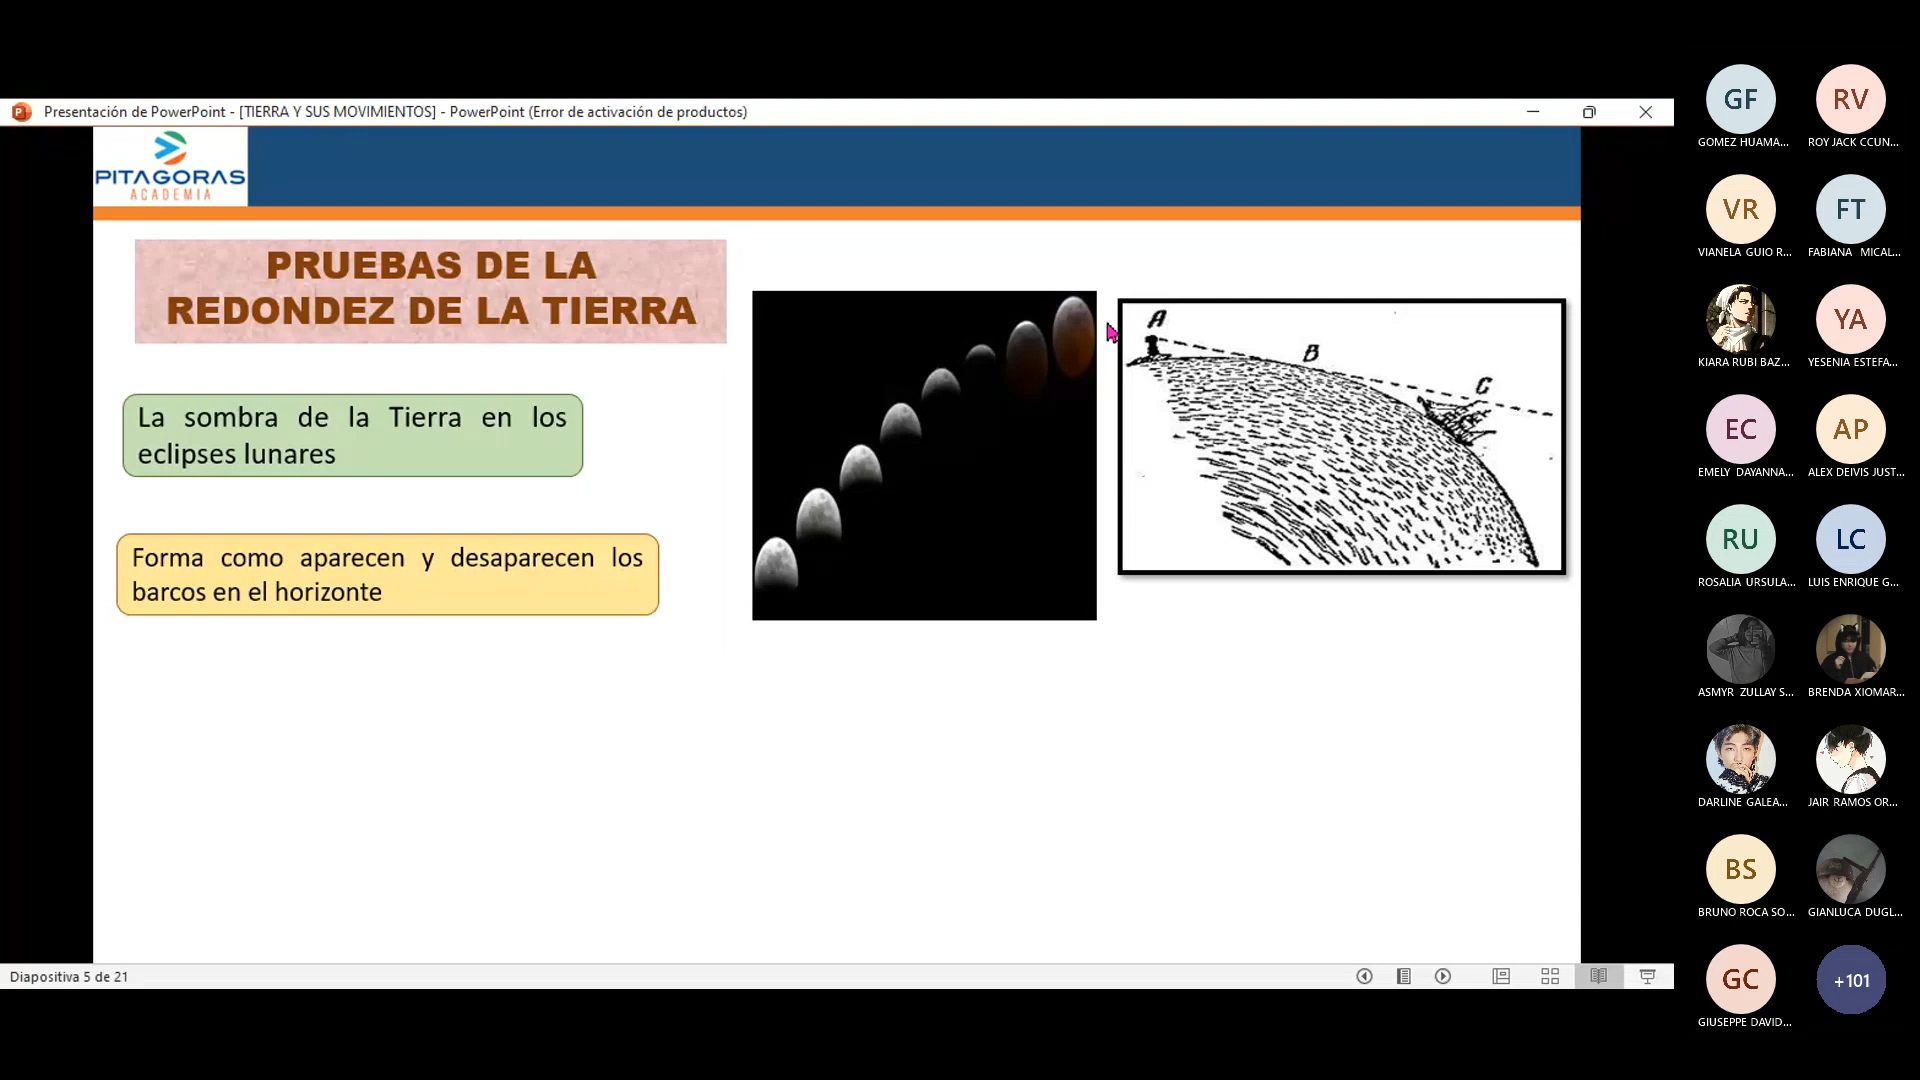 Presentación de PowerPoint - [TIERRA Y SUS MOVIMIENTOS] - PowerPoint (Error de activación de productos)
PITAGORAS
ACADEMIA
PRUEBAS DE LA
REDONDEZ DE LA TIERRA
La sombra de la Tierra en los
eclipses lunares
Forma como aparecen y desaparecen los
barcos en el horizonte
A
B
C
Diapositiva 5 de 21
GF
RV
GOMEZ HUAMA...
ROY JACK CCUN...
VR
FT
VIANELA GUIO R...
FABIANA MICAL...
YA
KIARA RUBI BAZ...
YESENIA ESTEFA...
EC
AP
EMELY DAYANNA...
ALEX DEIVIS JUST...
RU
LC
ROSALIA URSULA...
LUIS ENRIQUE G...
ASMYR ZULLAY S...
BRENDA XIOMAR...
DARLINE GALEA...
JAIR RAMOS OR...
BS
BRUNO ROCA SO...
GIANLUCA DUGL...
GC
+101
GIUSEPPE DAVID...